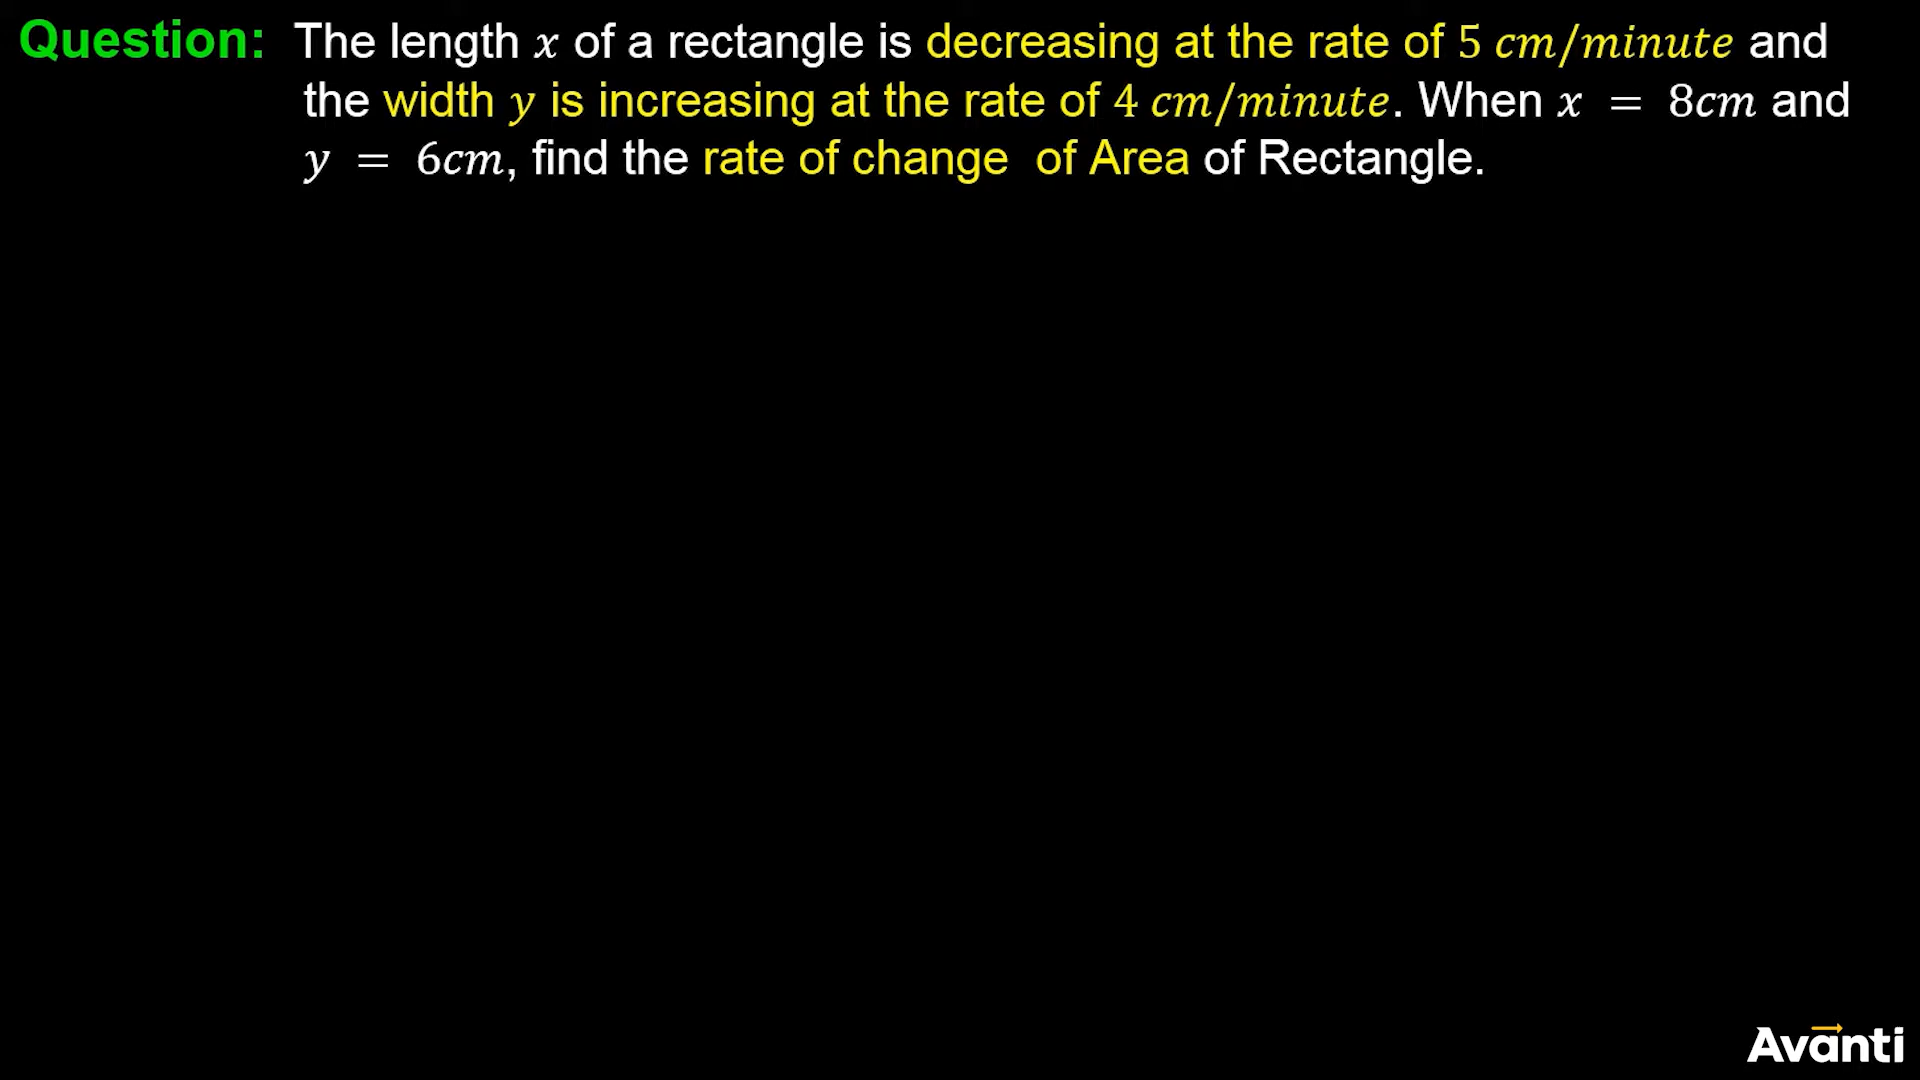 Question: The length x of a rectangle is decreasing at the rate of 5 cm/minute and
the width y is increasing at the rate of 4 cm/minute. When x = 8cm and
y = 6cm, find the rate of change of Area of Rectangle.
Avanti